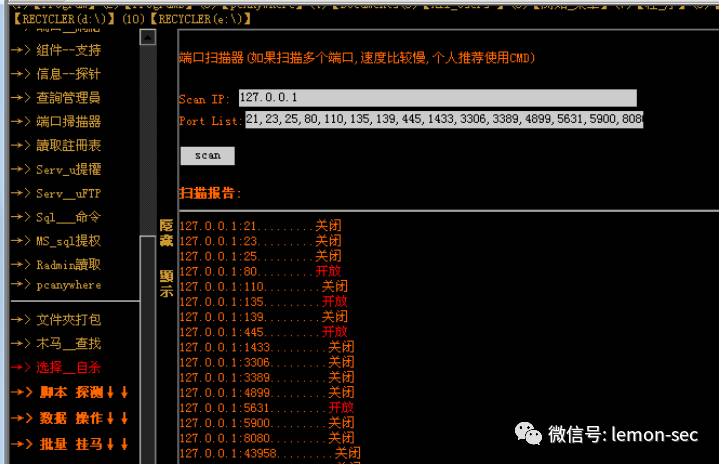 【RECYCLER(d:\)】(10)【RECYCLER(e:\)】
→> 组件--支持
→> 信息--探针
→> 查詢管理員
→> 端口掃描器
→> 讀取註冊表
→> Serv_u提權
→> Serv__uFTP
→> Sql___命令
→> MS_sql提权
→> Radmin讀取
→> pcanywhere
→> 文件夾打包
→> 木马__查找
→> 选择__自杀
→> 脚本 探测↓↓
→> 数据 操作↓↓
→> 批量 挂马↓↓
顯示
端口扫描器(如果扫描多个端口,速度比较慢,个人推荐使用CMD)
Scan IP: 127.0.0.1
Port List: 21,23,25,80,110,135,139,445,1433,3306,3389,4899,5631,5900,8080
scan
扫描报告:
127.0.0.1:21.........关闭
127.0.0.1:23.........关闭
127.0.0.1:25.........关闭
127.0.0.1:80.........开放
127.0.0.1:110.........关闭
127.0.0.1:135.........开放
127.0.0.1:139.........关闭
127.0.0.1:445.........开放
127.0.0.1:1433.........关闭
127.0.0.1:3306.........关闭
127.0.0.1:3389.........关闭
127.0.0.1:4899.........关闭
127.0.0.1:5631.........开放
127.0.0.1:5900.........关闭
127.0.0.1:8080.........关闭
127.0.0.1:43958.........关闭
微信号: lemon-sec